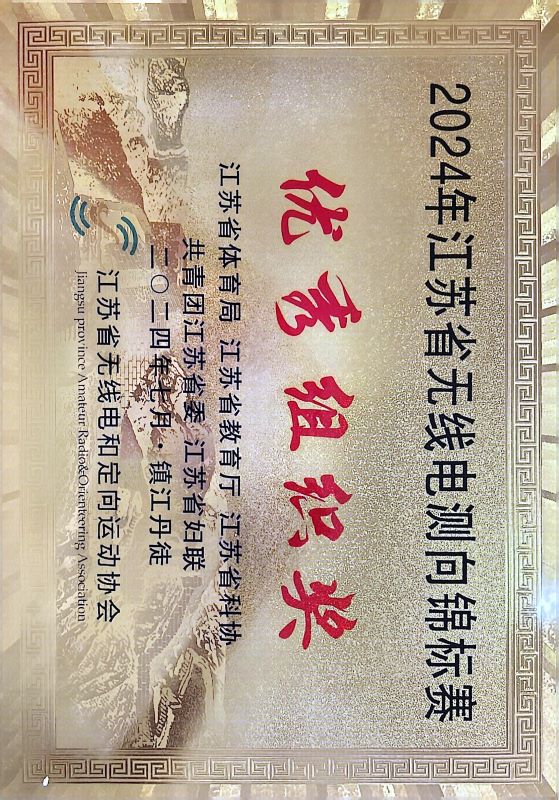 2024年江苏省无线电测向锦标赛
优秀组织奖
江苏省体育局 江苏省教育厅 江苏省科协
共青团江苏省委 江苏省妇联
二〇二四年七月·镇江丹徒
江苏省无线电和定向运动协会
Jiangsu province Amateur Radio&Orienteering Association